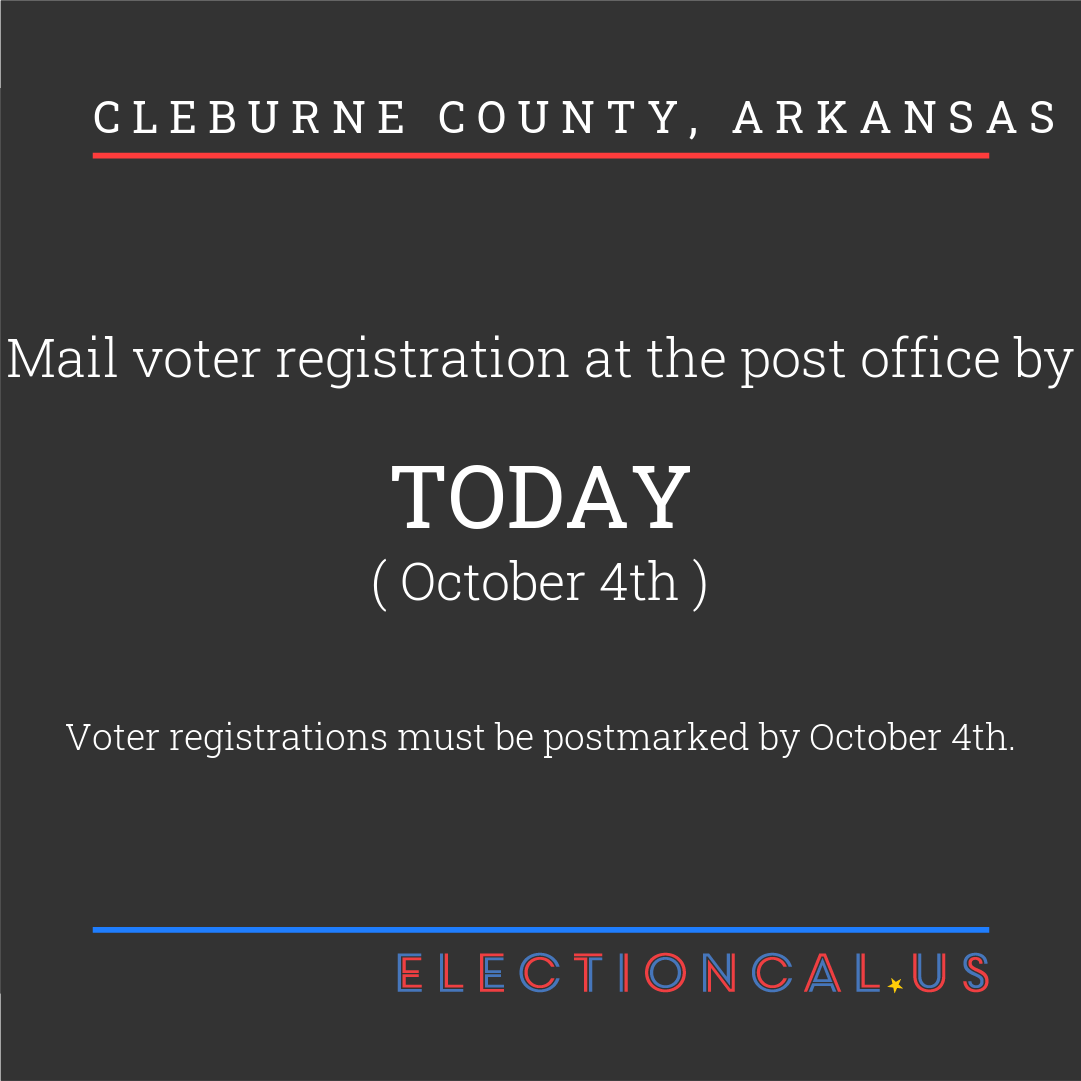 CLEBURNE COUNTY, ARKANSAS
Mail voter registration at the post office by
TODAY
( October 4th )
Voter registrations must be postmarked by October 4th.
ELECTIONCAL.US